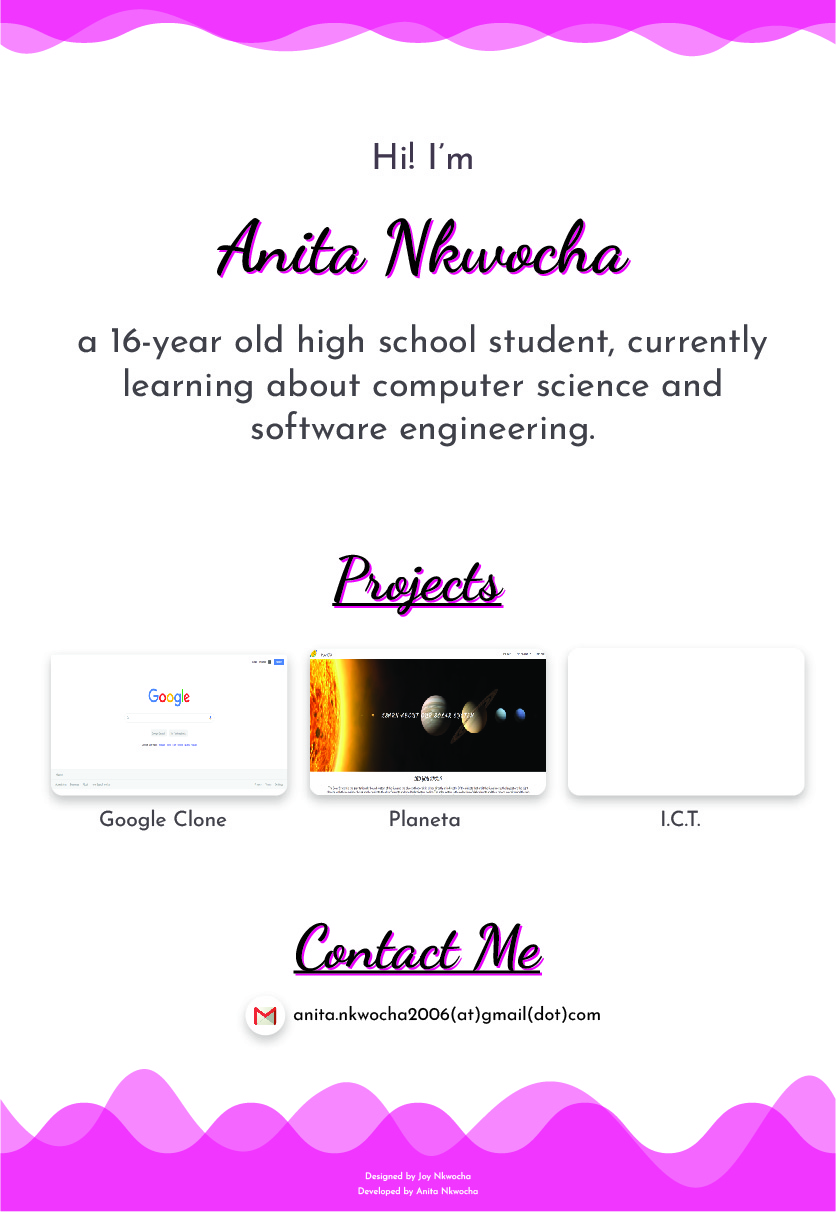 Hi! I’m
Anita Nkwocha
a 16-year old high school student, currently
learning about computer science and
software engineering.
Projects
Google
LEARN ABOUT OUR SOLAR SYSTEM
Google Clone
Planeta
I.C.T.
Contact Me
anita.nkwocha2006(at)gmail(dot)com
Designed by Joy Nkwocha
Developed by Anita Nkwocha